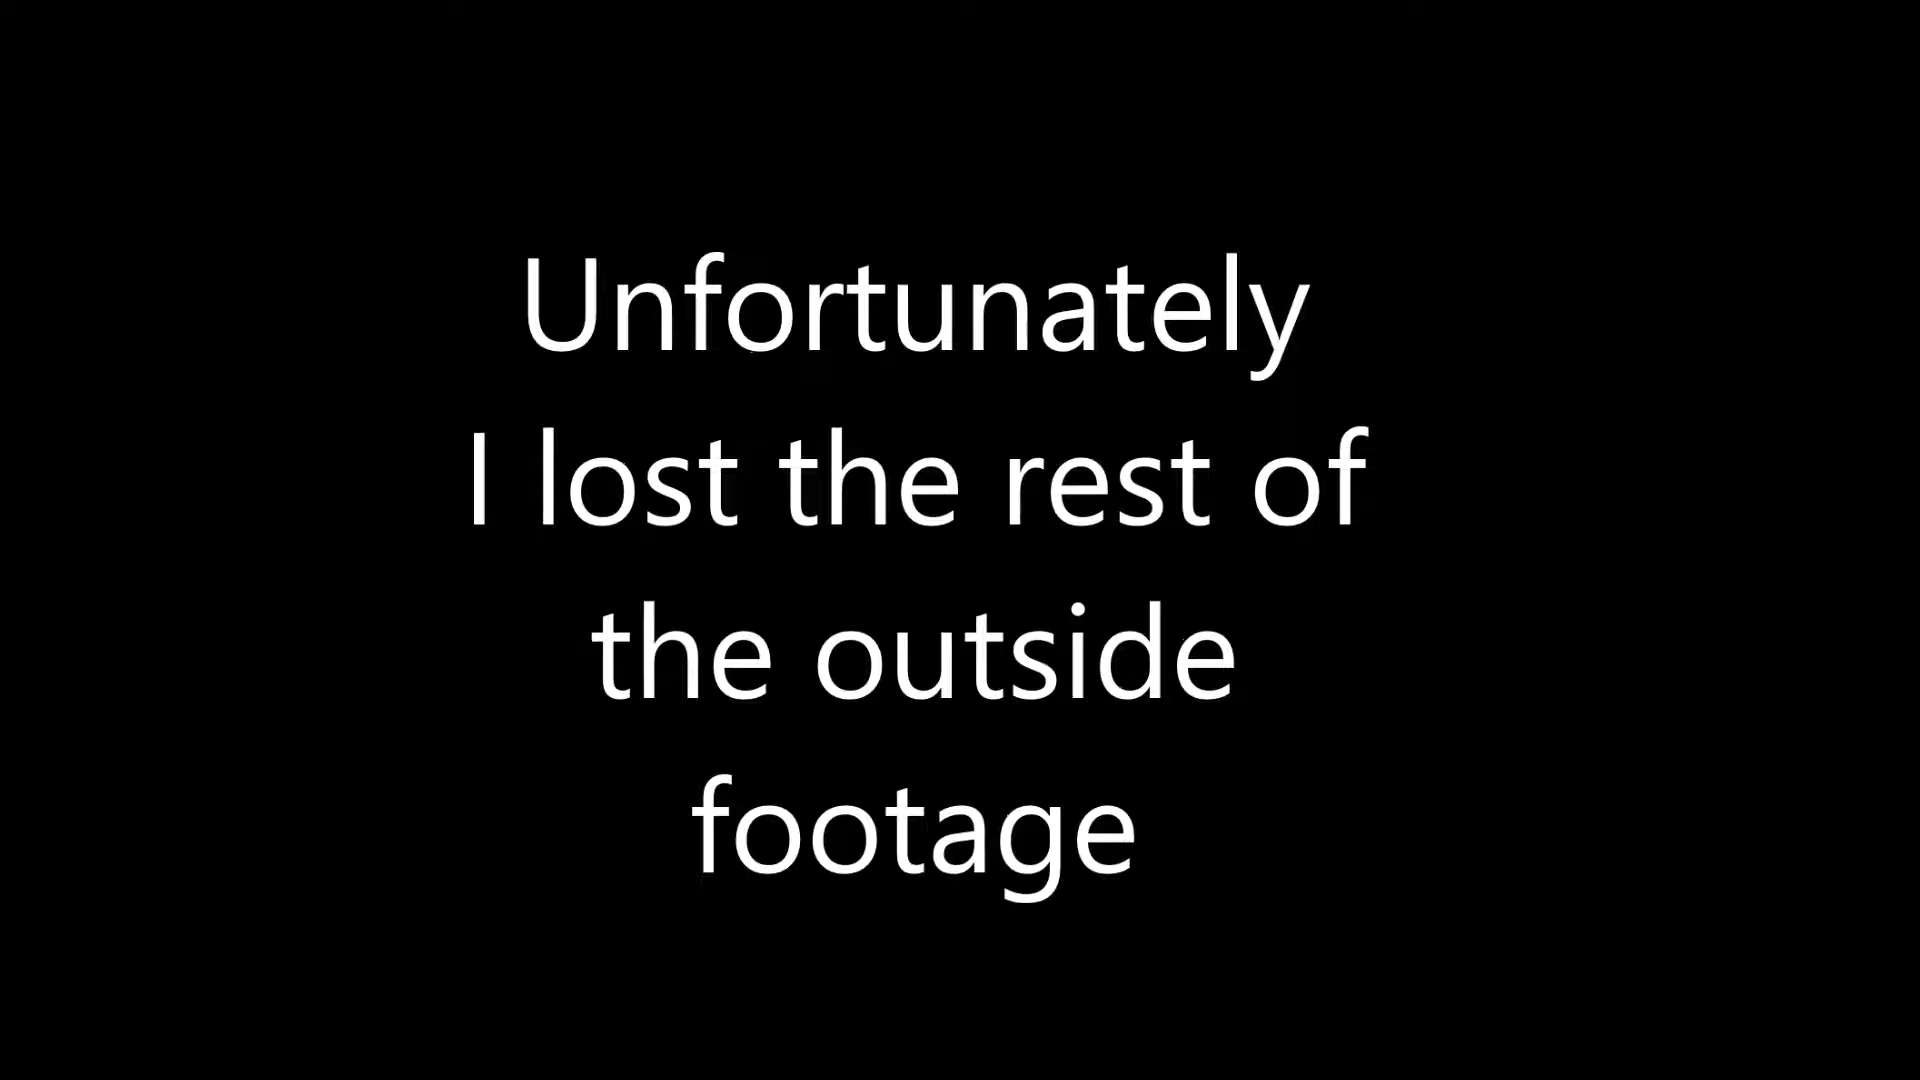 Unfortunately
I lost the rest of
the outside
footage